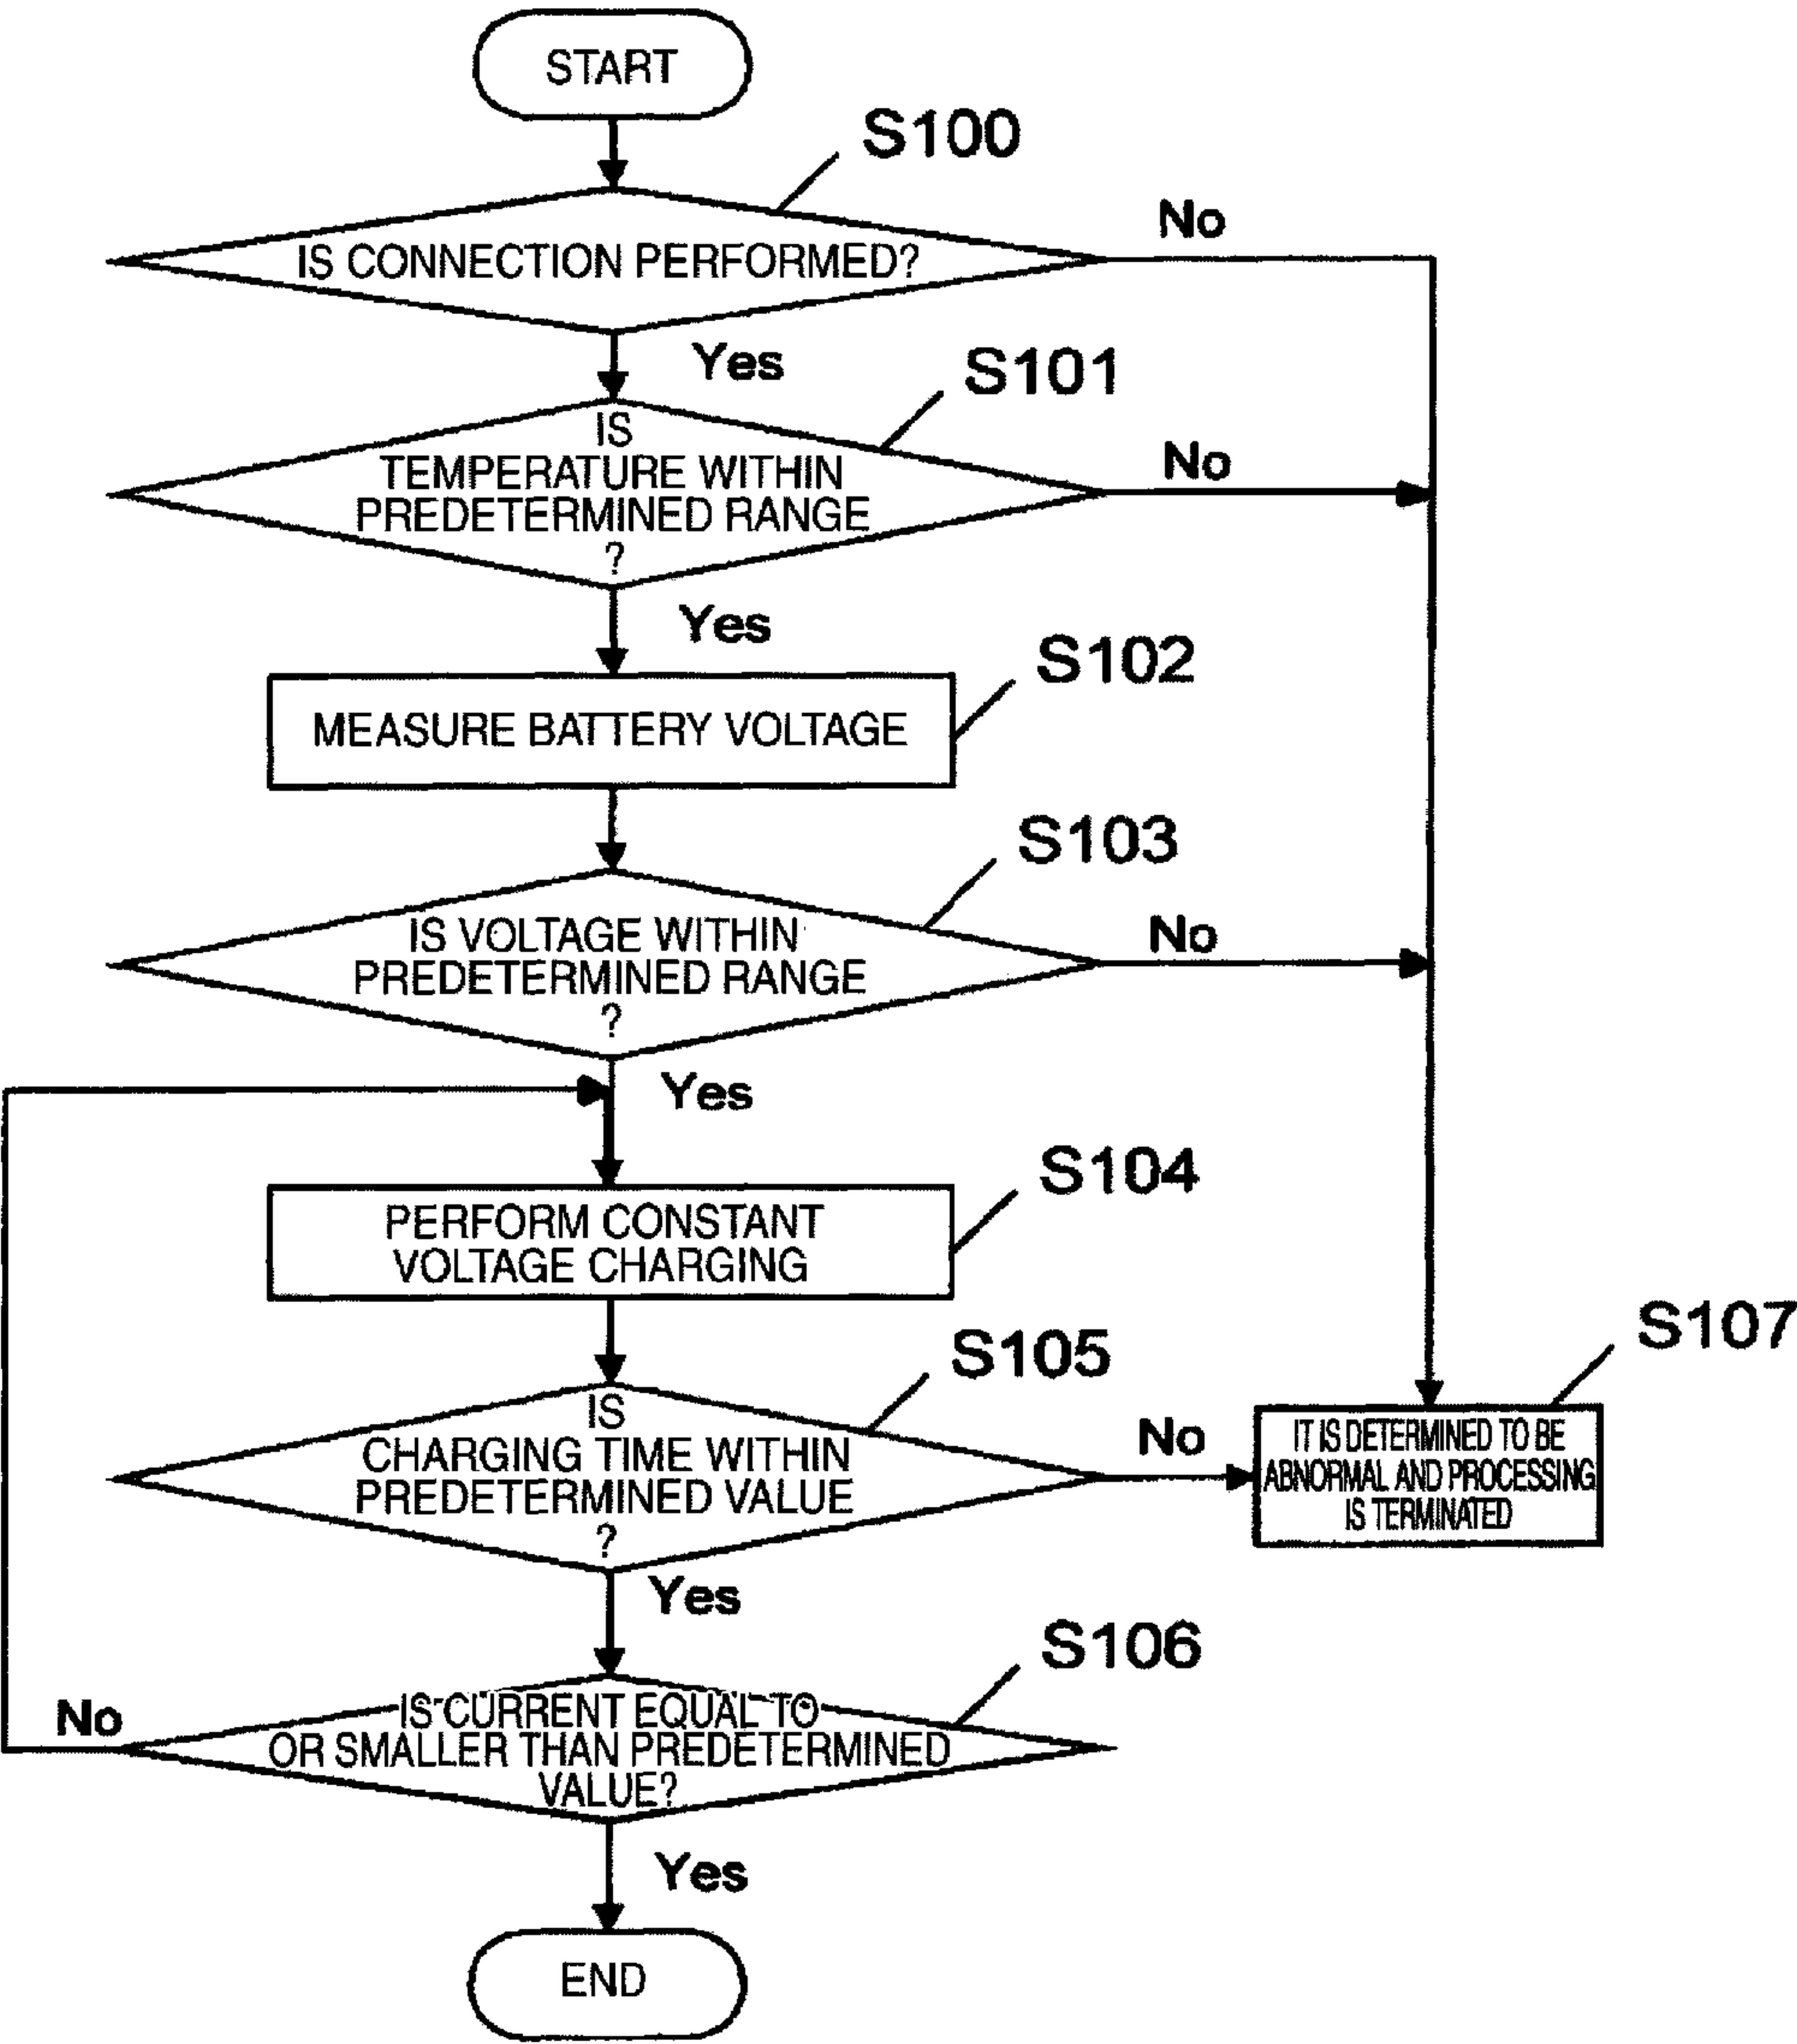 START
S100
No
IS CONNECTION PERFORMED?
Yes
S101
IS
TEMPERATURE WITHIN
PREDETERMINED RANGE
?
No
Yes
S102
MEASURE BATTERY VOLTAGE
S103
IS VOLTAGE WITHIN
PREDETERMINED RANGE
?
No
Yes
S104
PERFORM CONSTANT
VOLTAGE CHARGING
S105
IS
CHARGING TIME WITHIN
PREDETERMINED VALUE
?
No
S107
IT IS DETERMINED TO BE
ABNORMAL AND PROCESSING
IS TERMINATED
Yes
S106
IS CURRENT EQUAL TO
OR SMALLER THAN PREDETERMINED
VALUE?
No
Yes
END